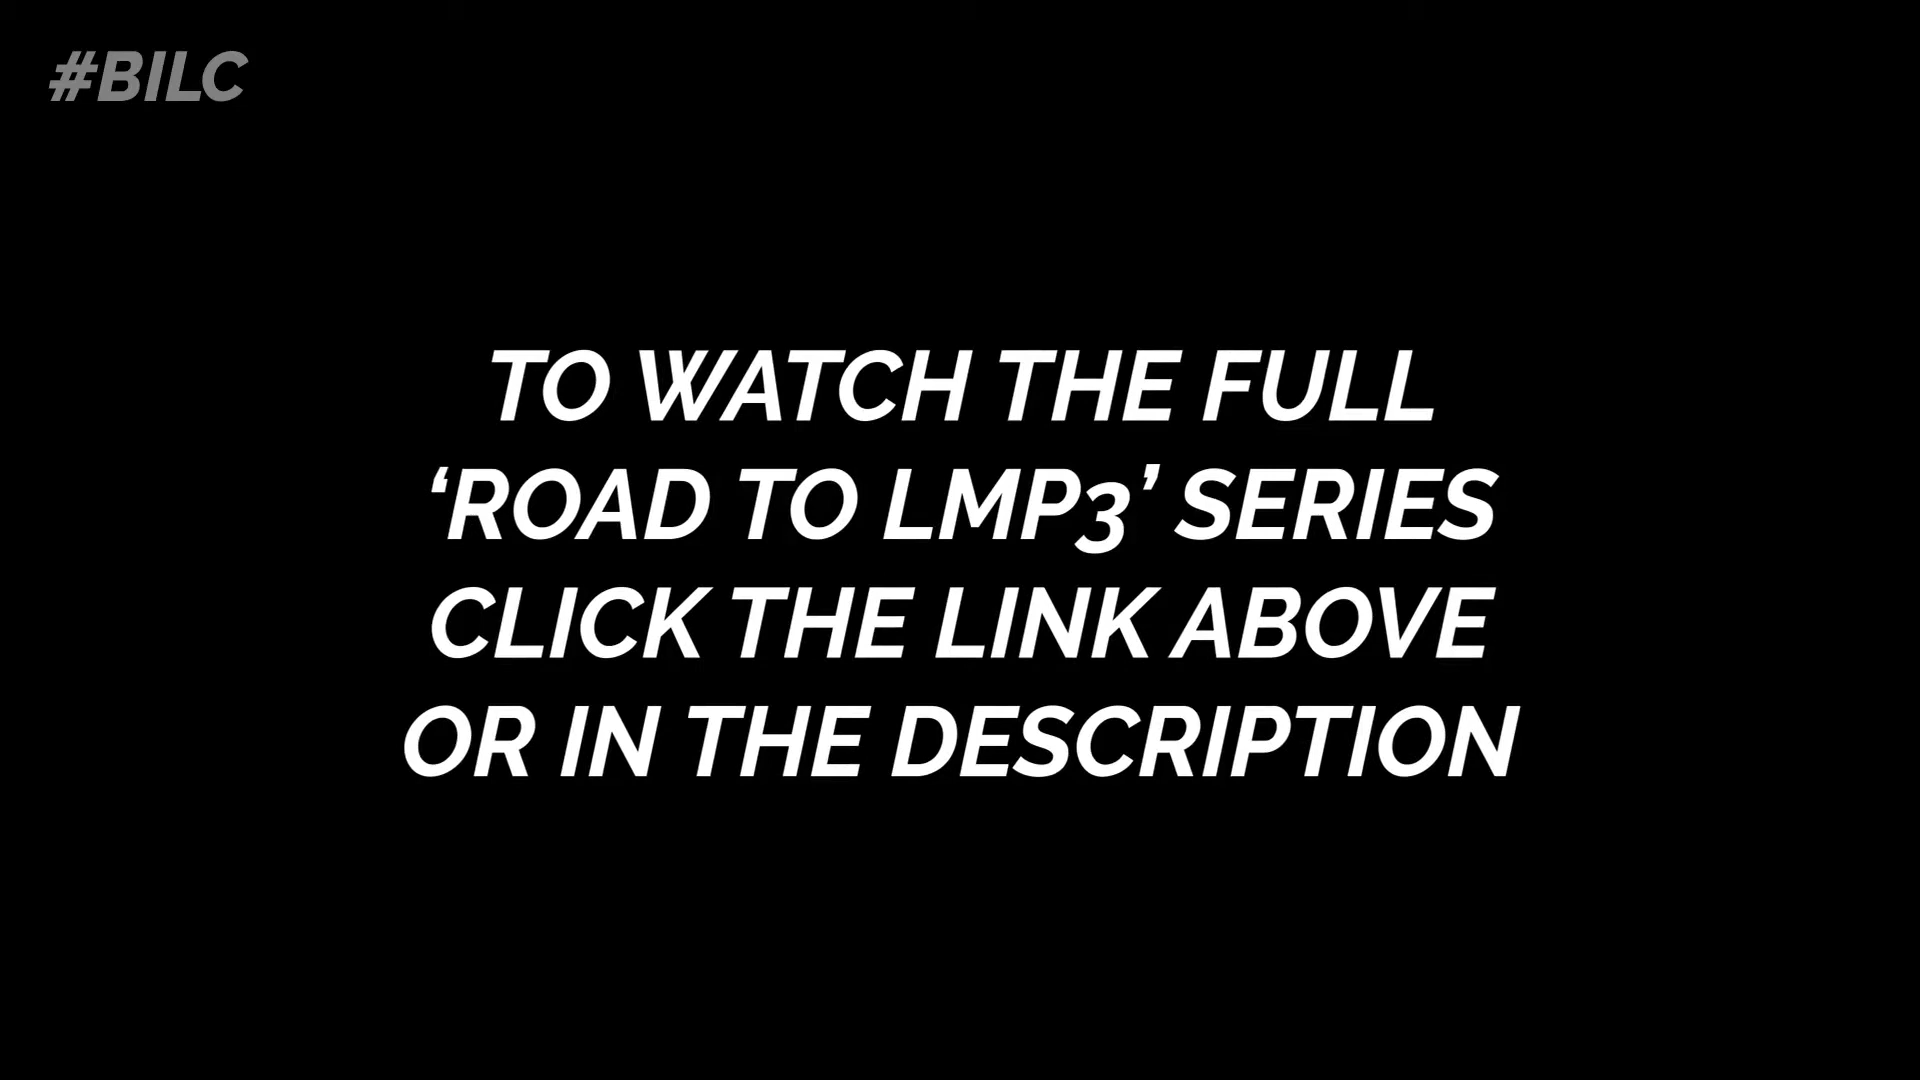 #BILC
TO WATCH THE FULL
‘ROAD TO LMP3’ SERIES
CLICK THE LINK ABOVE
OR IN THE DESCRIPTION